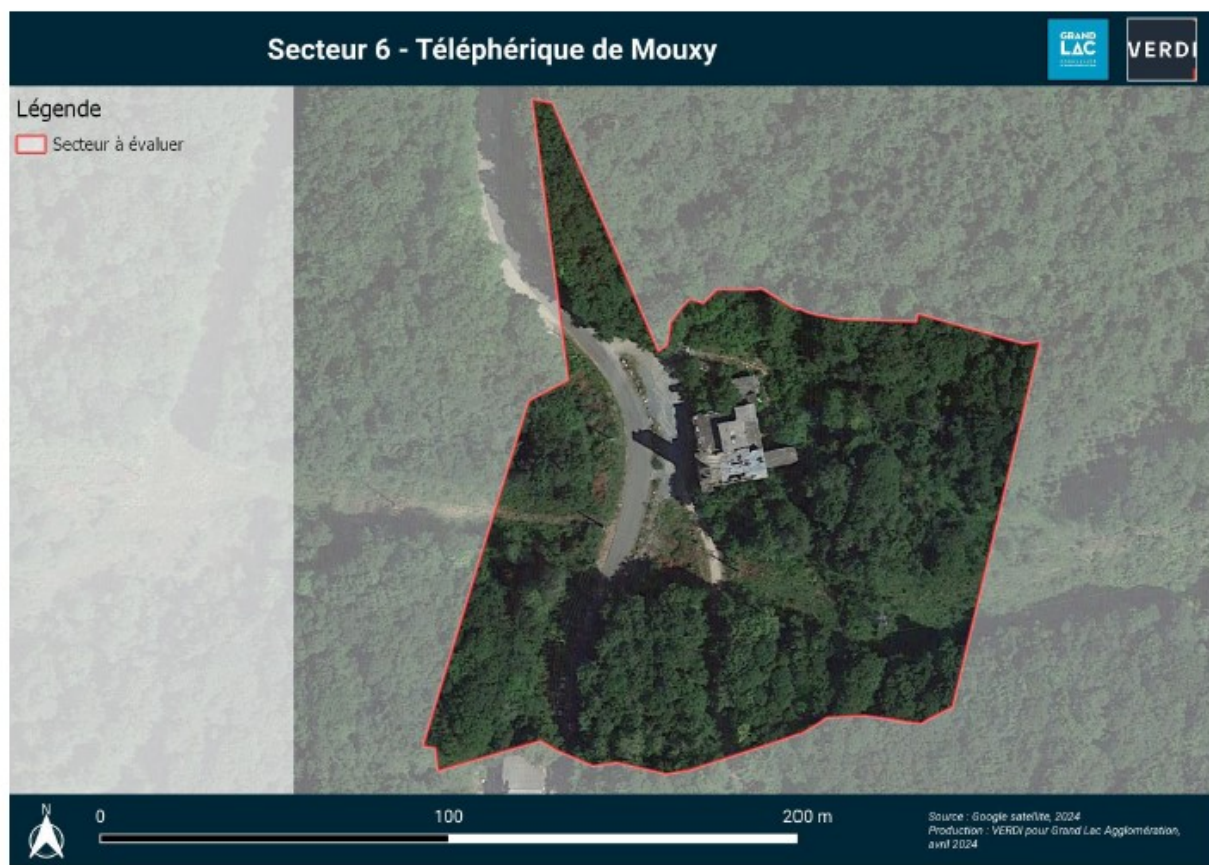 Secteur 6 - Téléphérique de Mouxy
GRAND
LAC
VERDI
Légende
Secteur à évaluer
N
0
100
200 m
Source : Google satellite, 2024
Production : VERDI pour Grand Lac Agglomération,
avril 2024